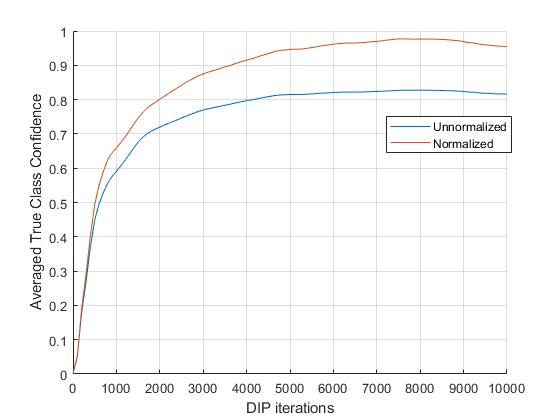 1
0.9
0.8
0.7
0.6
0.5
0.4
0.3
0.2
0.1
0
Averaged True Class Confidence
Unnormalized
Normalized
0 1000 2000 3000 4000 5000 6000 7000 8000 9000 10000
DIP iterations